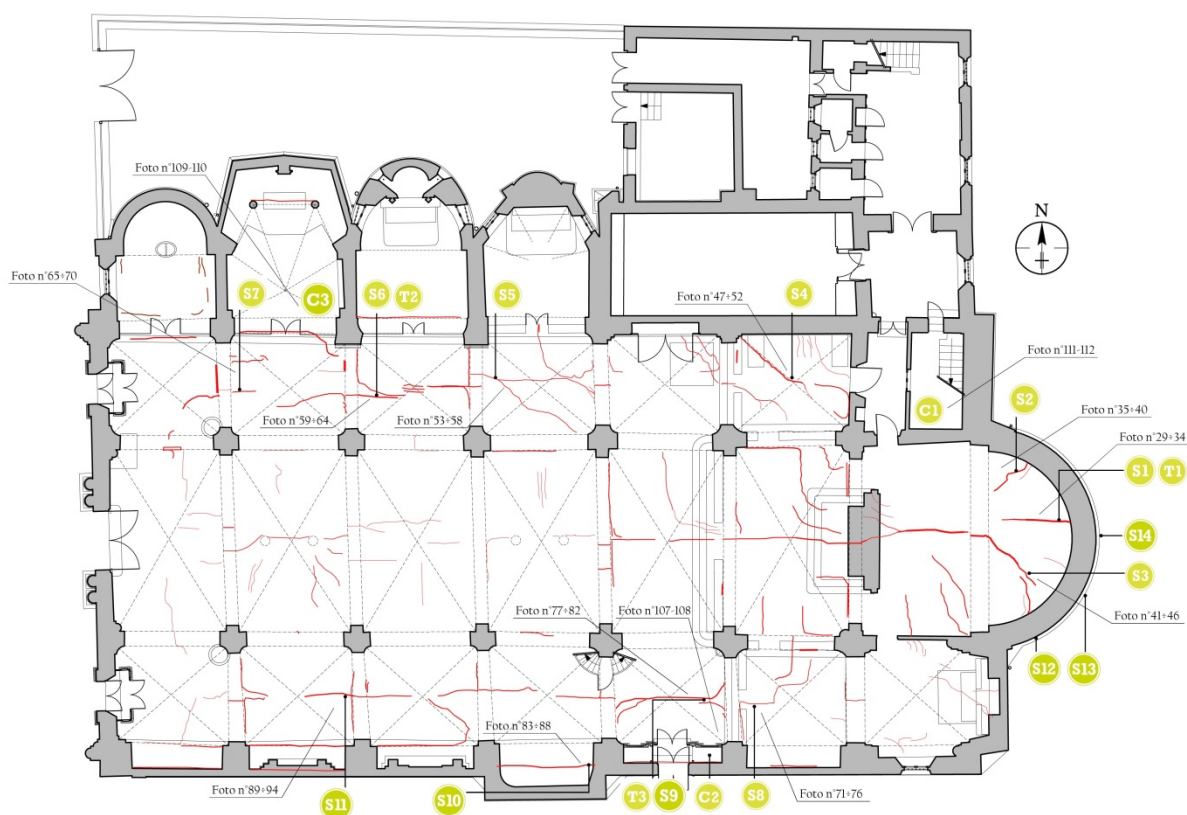 Foto n°109-110
N
Foto n°65÷70
S7
C3
S6
T2
S5
Foto n°47÷52
S4
Foto n°111-112
C1
S2
Foto n°35÷40
Foto n°29÷34
S1
T1
Foto n°59÷64
Foto n°53÷58
S14
S3
Foto n°77÷82
Foto n°107-108
Foto n°41÷46
S12
S13
Foto n°83÷88
Foto n°89÷94
S11
S10
T3
S9
C2
S8
Foto n°71÷76